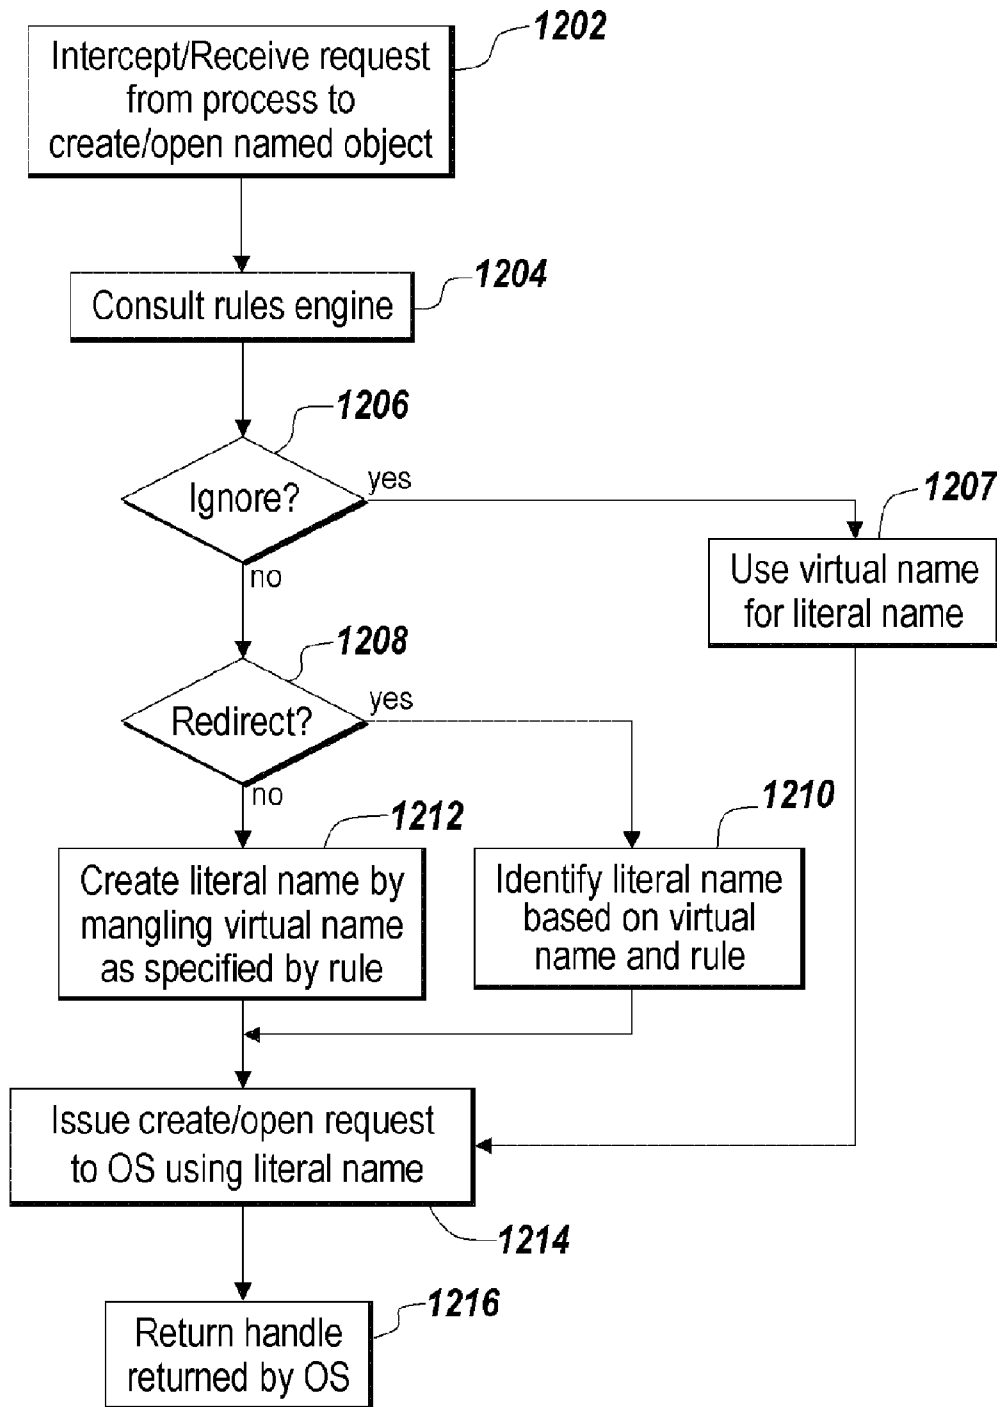 1202
Intercept/Receive request
from process to
create/open named object
1204
Consult rules engine
1206
Ignore?
yes
no
1207
Use virtual name
for literal name
1208
Redirect?
yes
no
1212
Create literal name by
mangling virtual name
as specified by rule
1210
Identify literal name
based on virtual
name and rule
Issue create/open request
to OS using literal name
1214
1216
Return handle
returned by OS